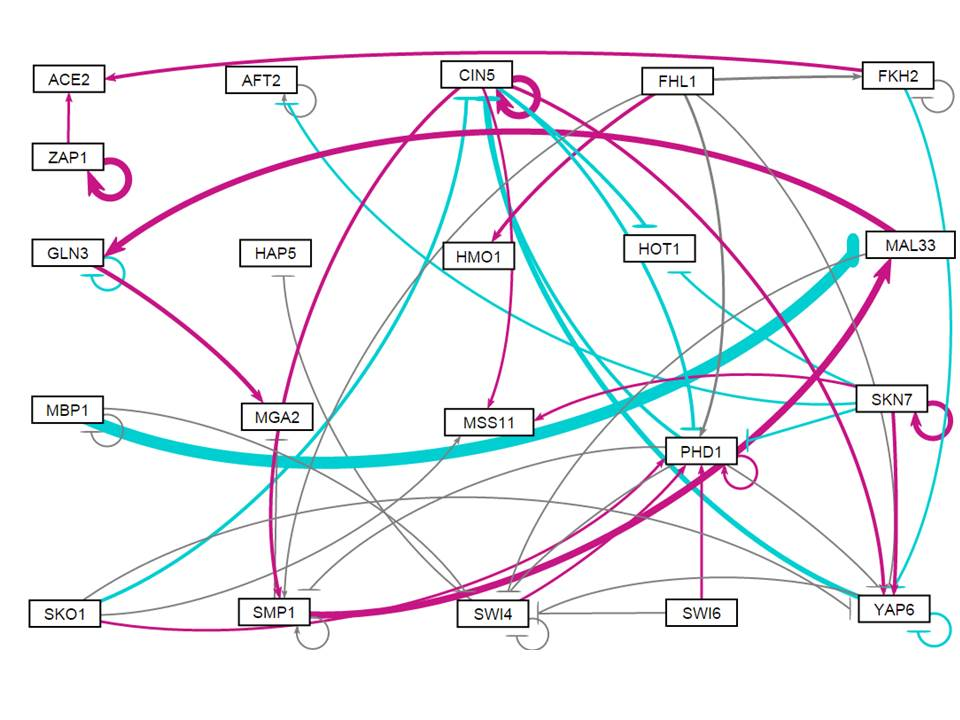 ACE2
AFT2
CIN5
FHL1
FKH2
ZAP1
GLN3
HAP5
HMO1
HOT1
MAL33
MBP1
MGA2
MSS11
SKN7
PHD1
SKO1
SMP1
SWI4
SWI6
YAP6